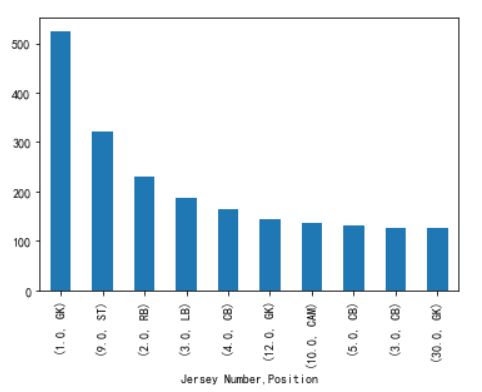 500
400
300
200
100
0
(1.0, GK)
(9.0, ST)
(2.0, RB)
(3.0, LB)
(4.0, CB)
(12.0, GK)
(10.0, CAM)
(5.0, CB)
(3.0, CB)
(30.0, GK)
Jersey Number,Position